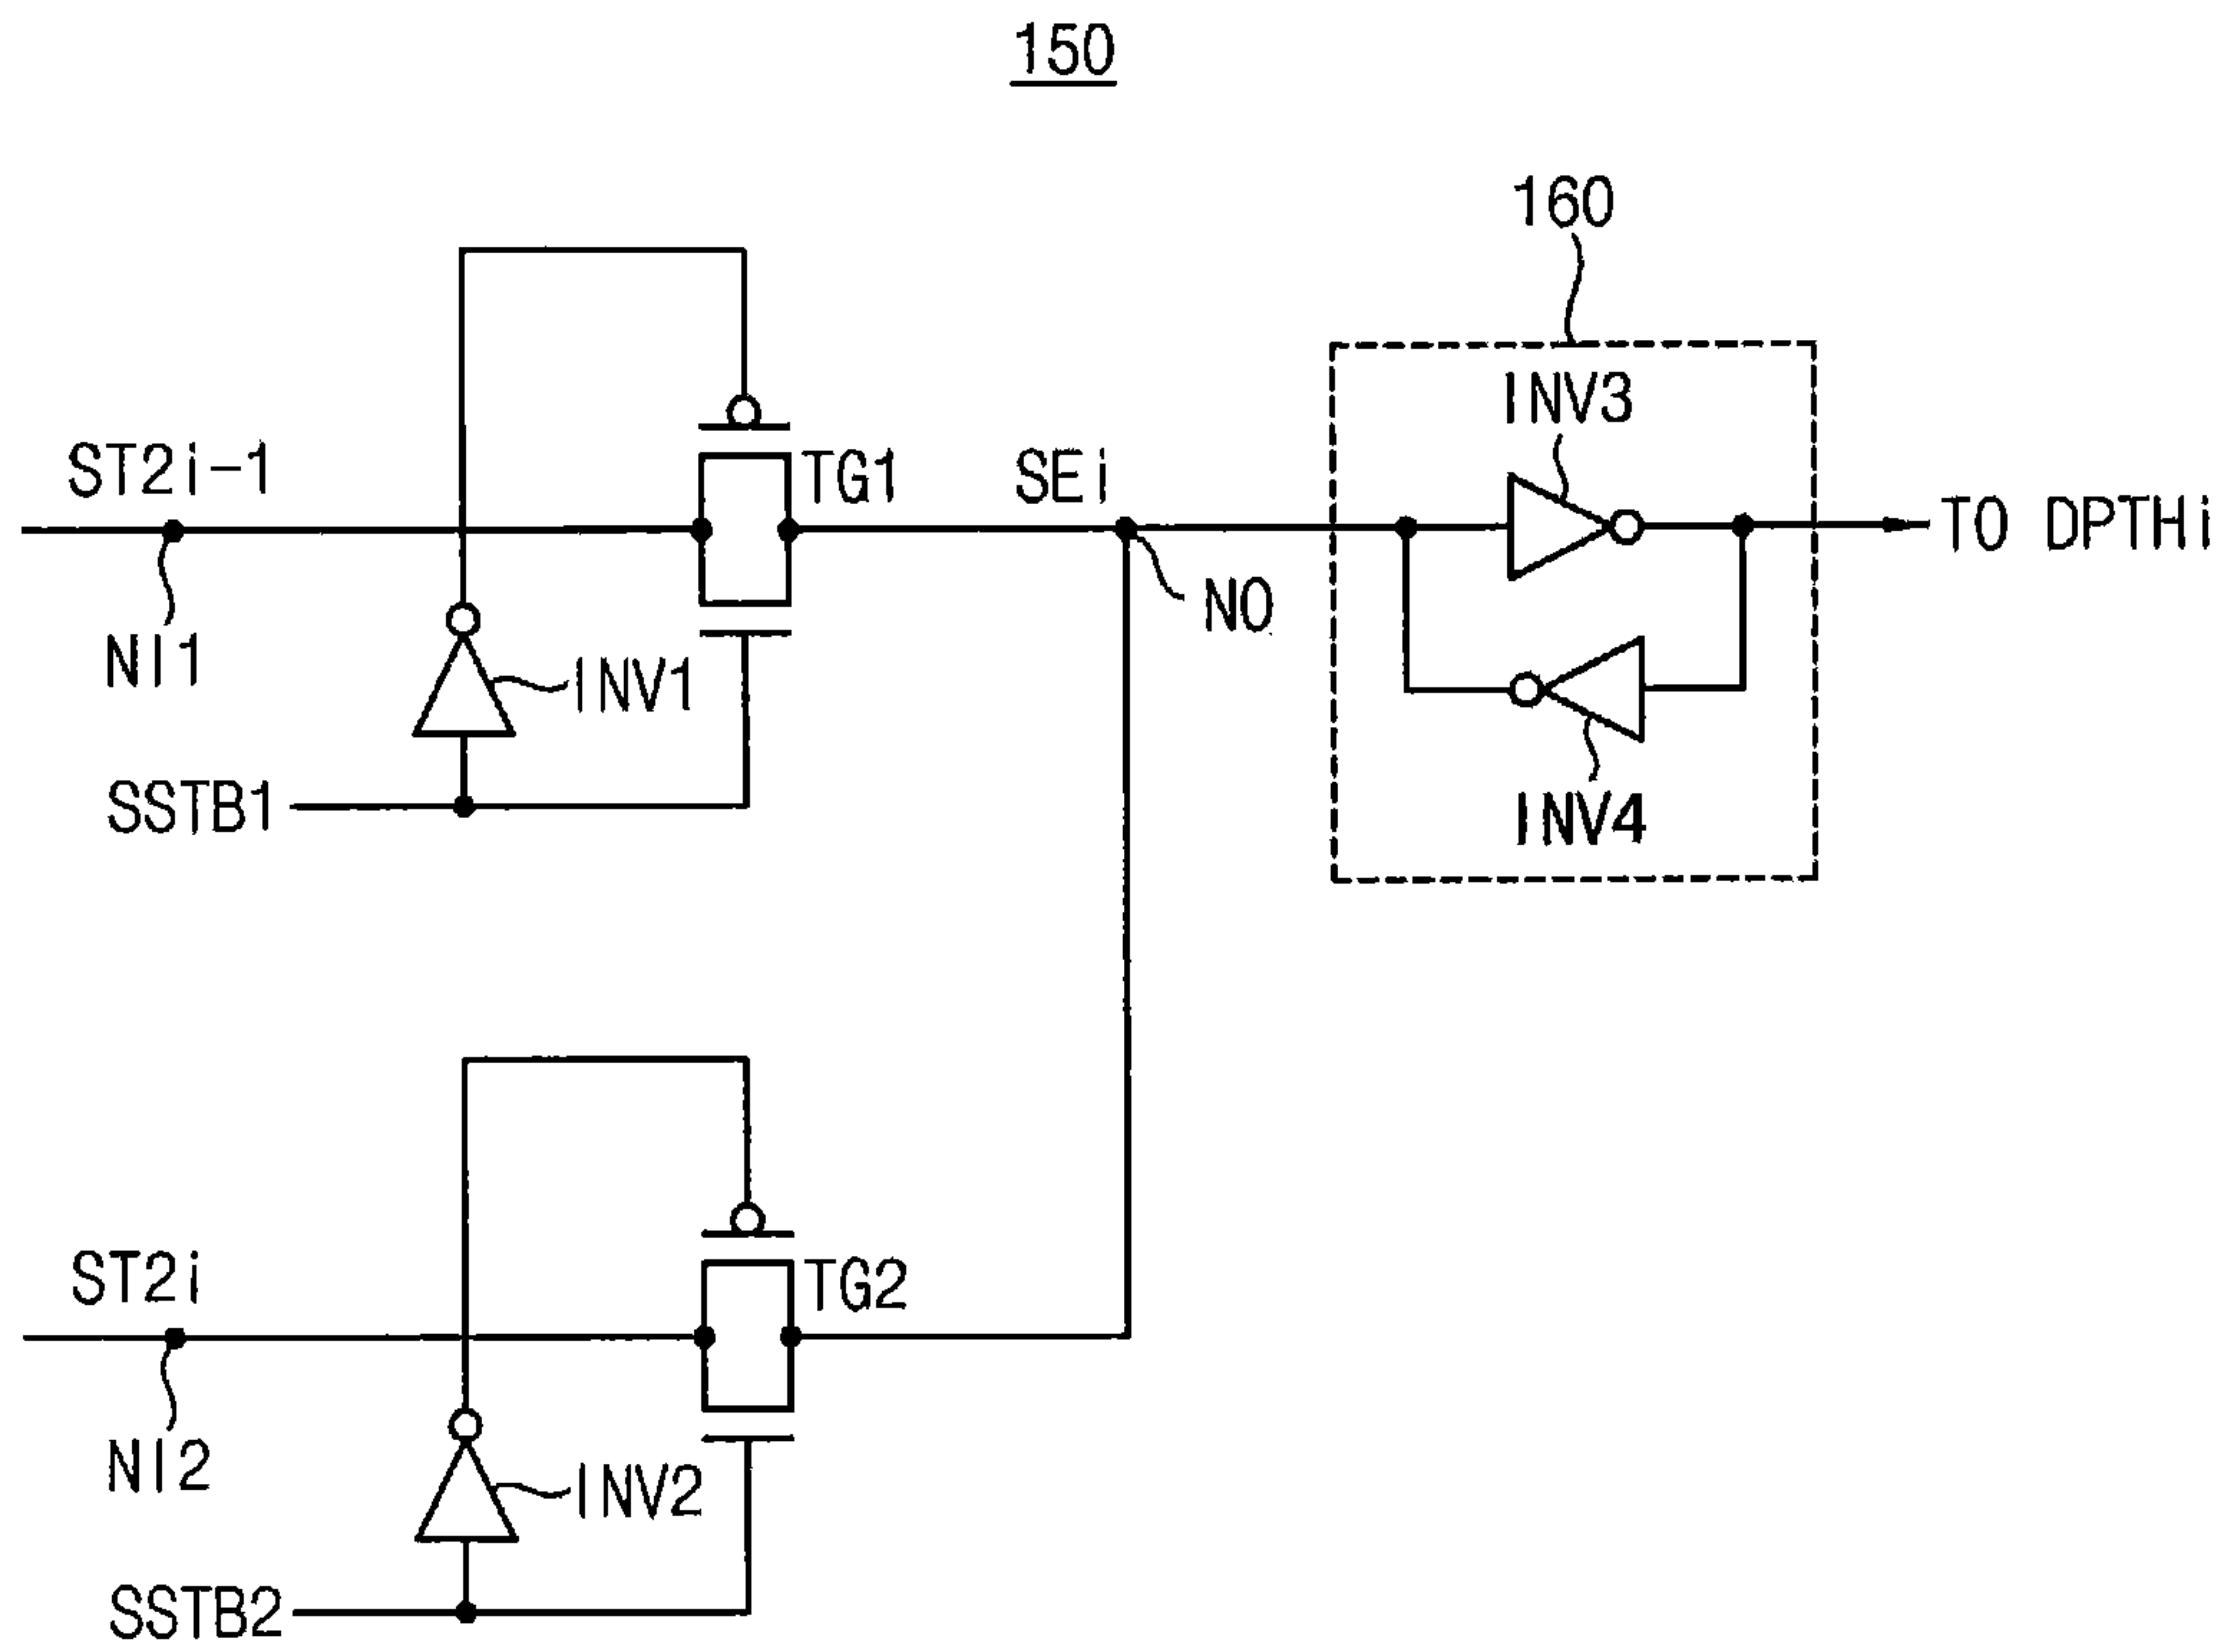 150
160
INV3
ST2i-1
TG1
SEi
TO DPTHi
NO
NI1
INV1
SSTB1
INV4
ST2i
TG2
NI2
INV2
SSTB2